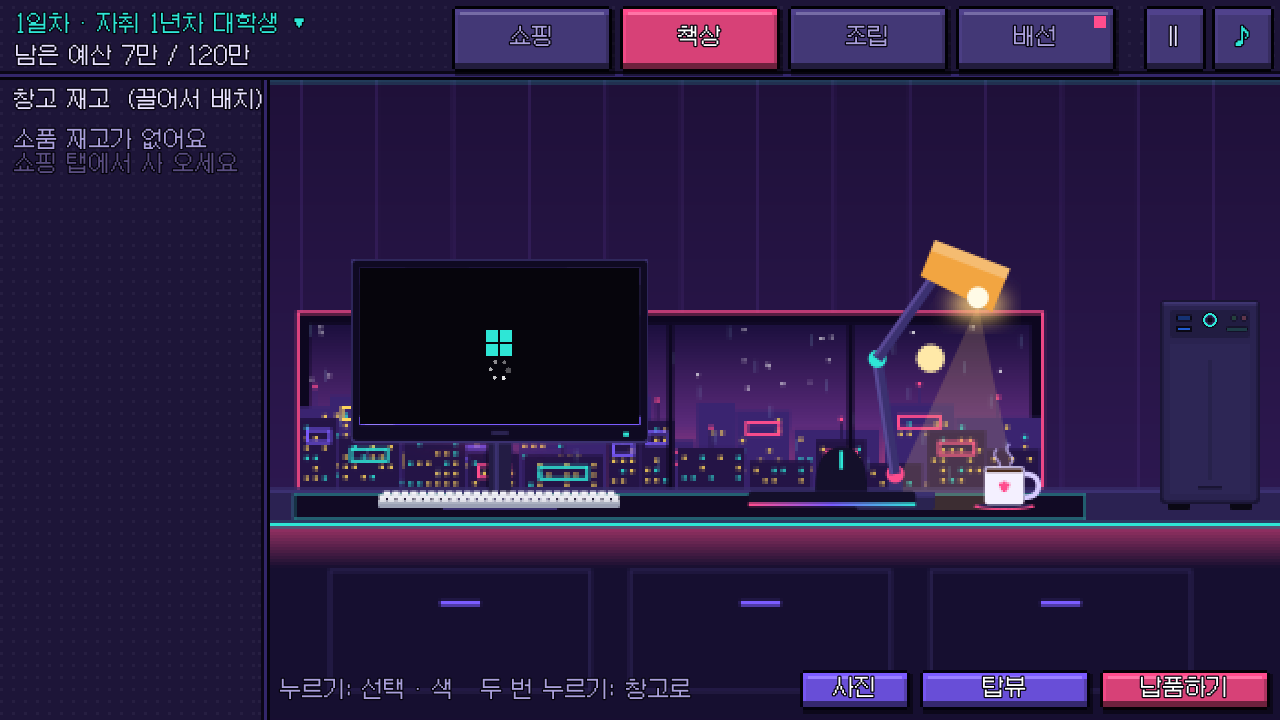 1일차 · 자취 1년차 대학생 ▼
남은 예산 7만 / 120만
쇼핑
책상
조립
배선
창고 재고 (끌어서 배치)
소품 재고가 없어요
쇼핑 탭에서 사 오세요
누르기: 선택 · 색 두 번 누르기: 창고로
사진
탑뷰
납품하기